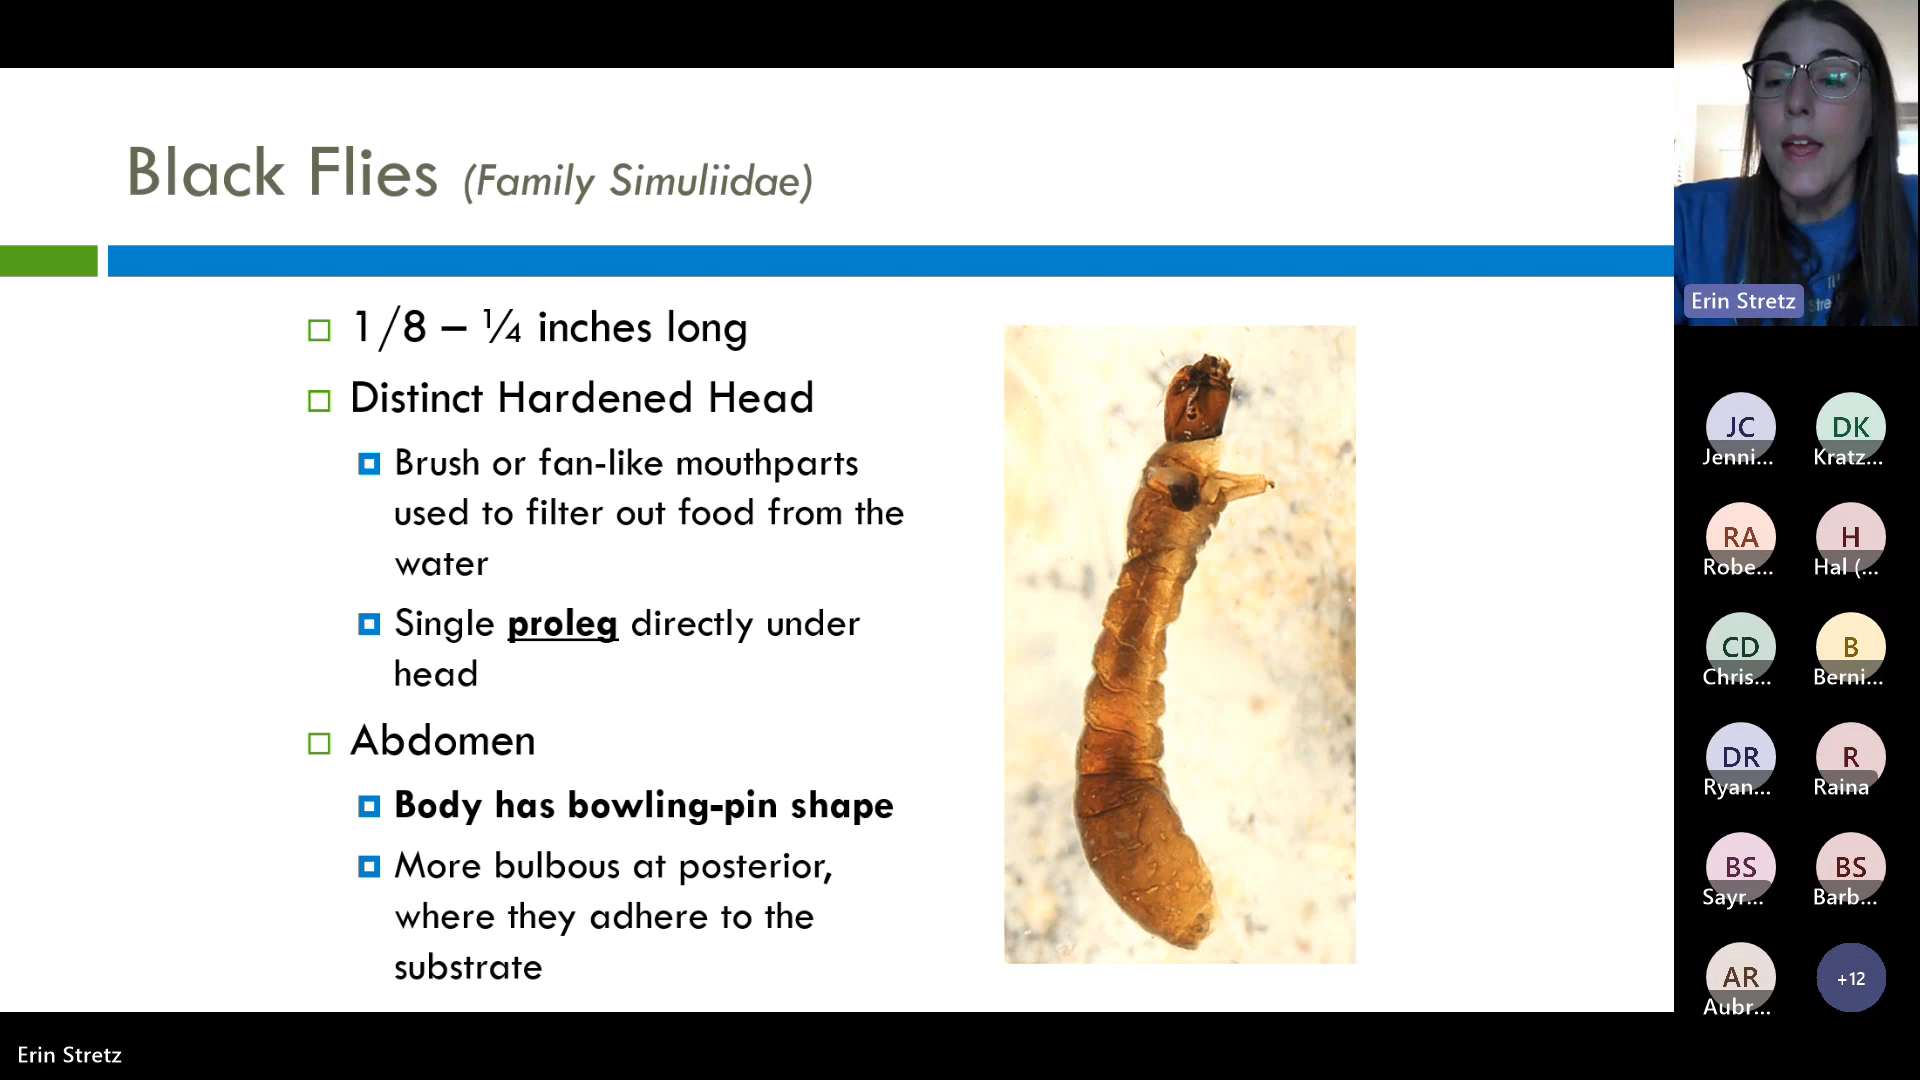 Black Flies (Family Simuliidae)
1/8 – ¼ inches long
Distinct Hardened Head
Brush or fan-like mouthparts
used to filter out food from the
water
Single proleg directly under
head
Abdomen
Body has bowling-pin shape
More bulbous at posterior,
where they adhere to the
substrate
Erin Stretz
JC
Jenni...
DK
Kratz...
RA
Robe...
H
Hal (...
CD
Chris...
B
Berni...
DR
Ryan...
R
Raina
BS
Sayr...
BS
Barb...
AR
Aubr...
+12
Erin Stretz